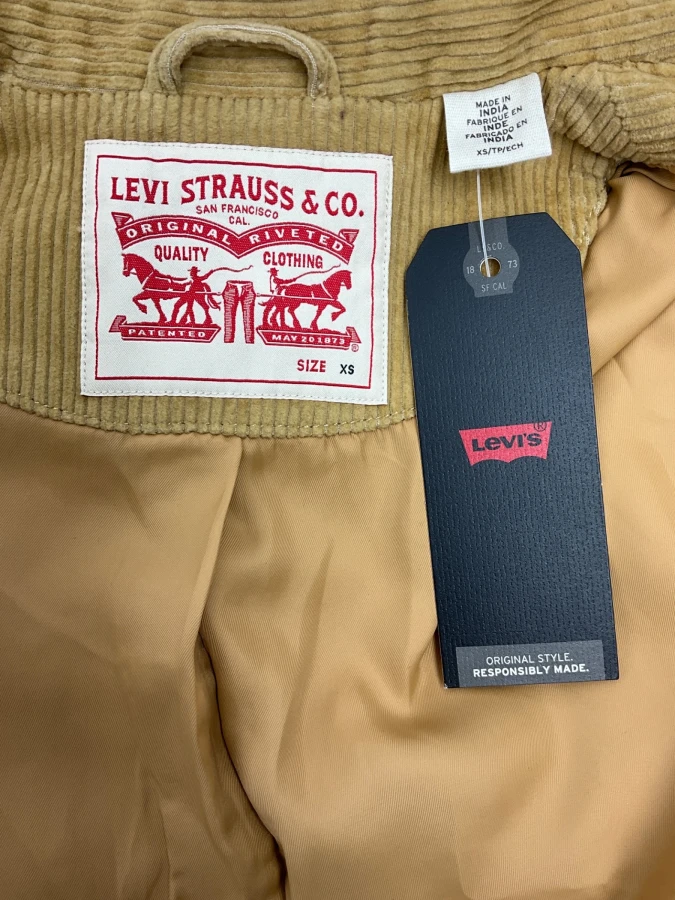 LEVI STRAUSS & CO.
SAN FRANCISCO
CAL.
ORIGINAL RIVETED
QUALITY CLOTHING
PATENTED MAY 20 1873
®
SIZE XS
MADE IN
INDIA
FABRIQUE EN
INDE
FABRICADO EN
INDIA
XS/TP/ECH
18 73
SF CAL
LEVI'S®
ORIGINAL STYLE.
RESPONSIBLY MADE.